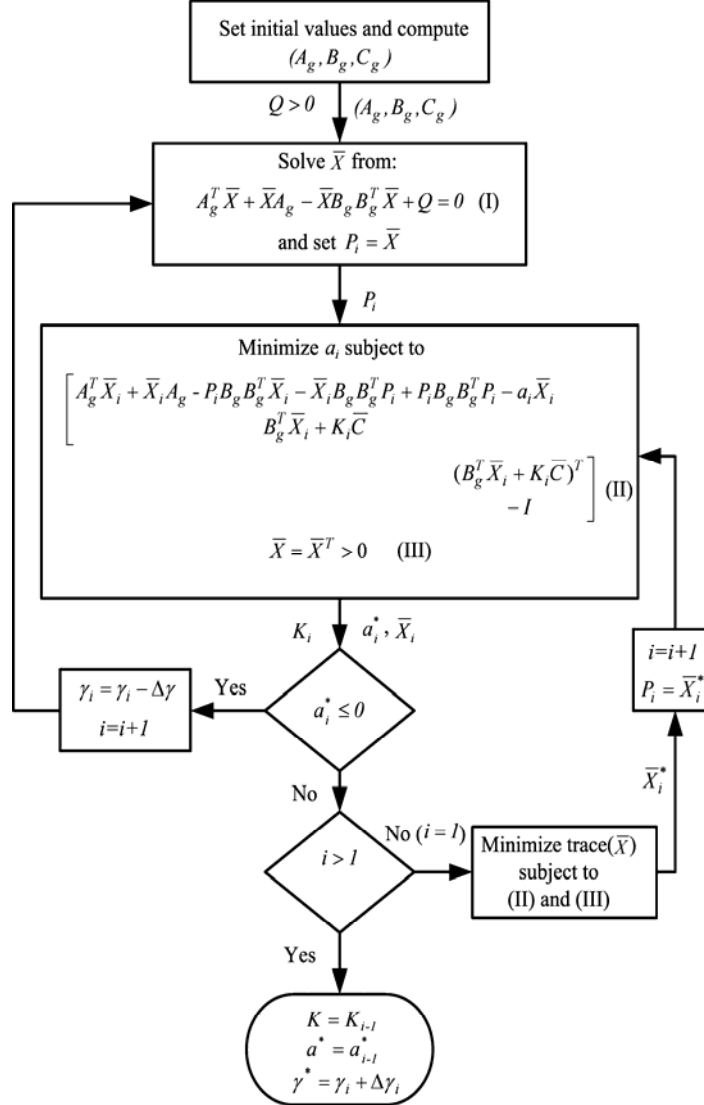 Set initial values and compute
(A_g, B_g, C_g)
Q > 0 (A_g, B_g, C_g)
Solve X̅ from:
A_g^T X̅ + X̅A_g − X̅B_g B_g^T X̅ + Q = 0 (I)
and set P_i = X̅
P_i
Minimize a_i subject to
[ A_g^T X̅_i + X̅_i A_g - P_i B_g B_g^T X̅_i − X̅_i B_g B_g^T P_i + P_i B_g B_g^T P_i − a_i X̅_i
B_g^T X̅_i + K_i C̅
(B_g^T X̅_i + K_i C̅)^T
− I ] (II)
X̅ = X̅^T > 0 (III)
K_i a_i^*, X̅_i
i=i+1
P_i = X̅_i^*
Yes
γ_i = γ_i − Δγ
i=i+1
a_i^* ≤ 0
X̅_i^*
No
No (i = 1)
i > 1
Minimize trace(X̅)
subject to
(II) and (III)
Yes
K = K_{i-1}
a^* = a_{i-1}^*
γ^* = γ_i + Δγ_i